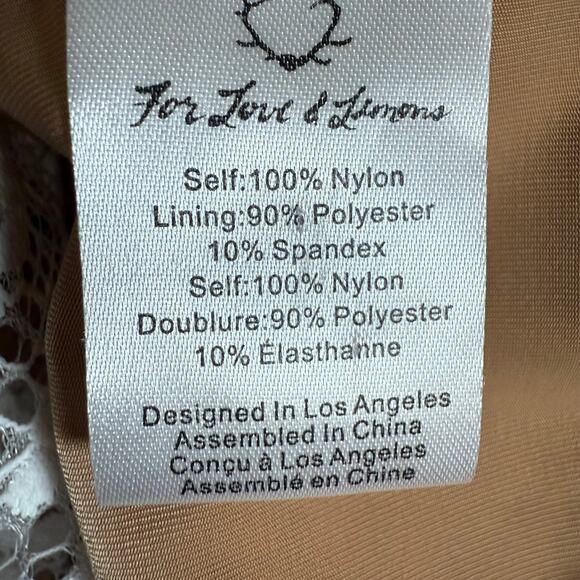 For Love & Lemons
Self:100% Nylon
Lining:90% Polyester
10% Spandex
Self:100% Nylon
Doublure:90% Polyester
10% Élasthanne
Designed In Los Angeles
Assembled In China
Conçu à Los Angeles
Assemblé en Chine